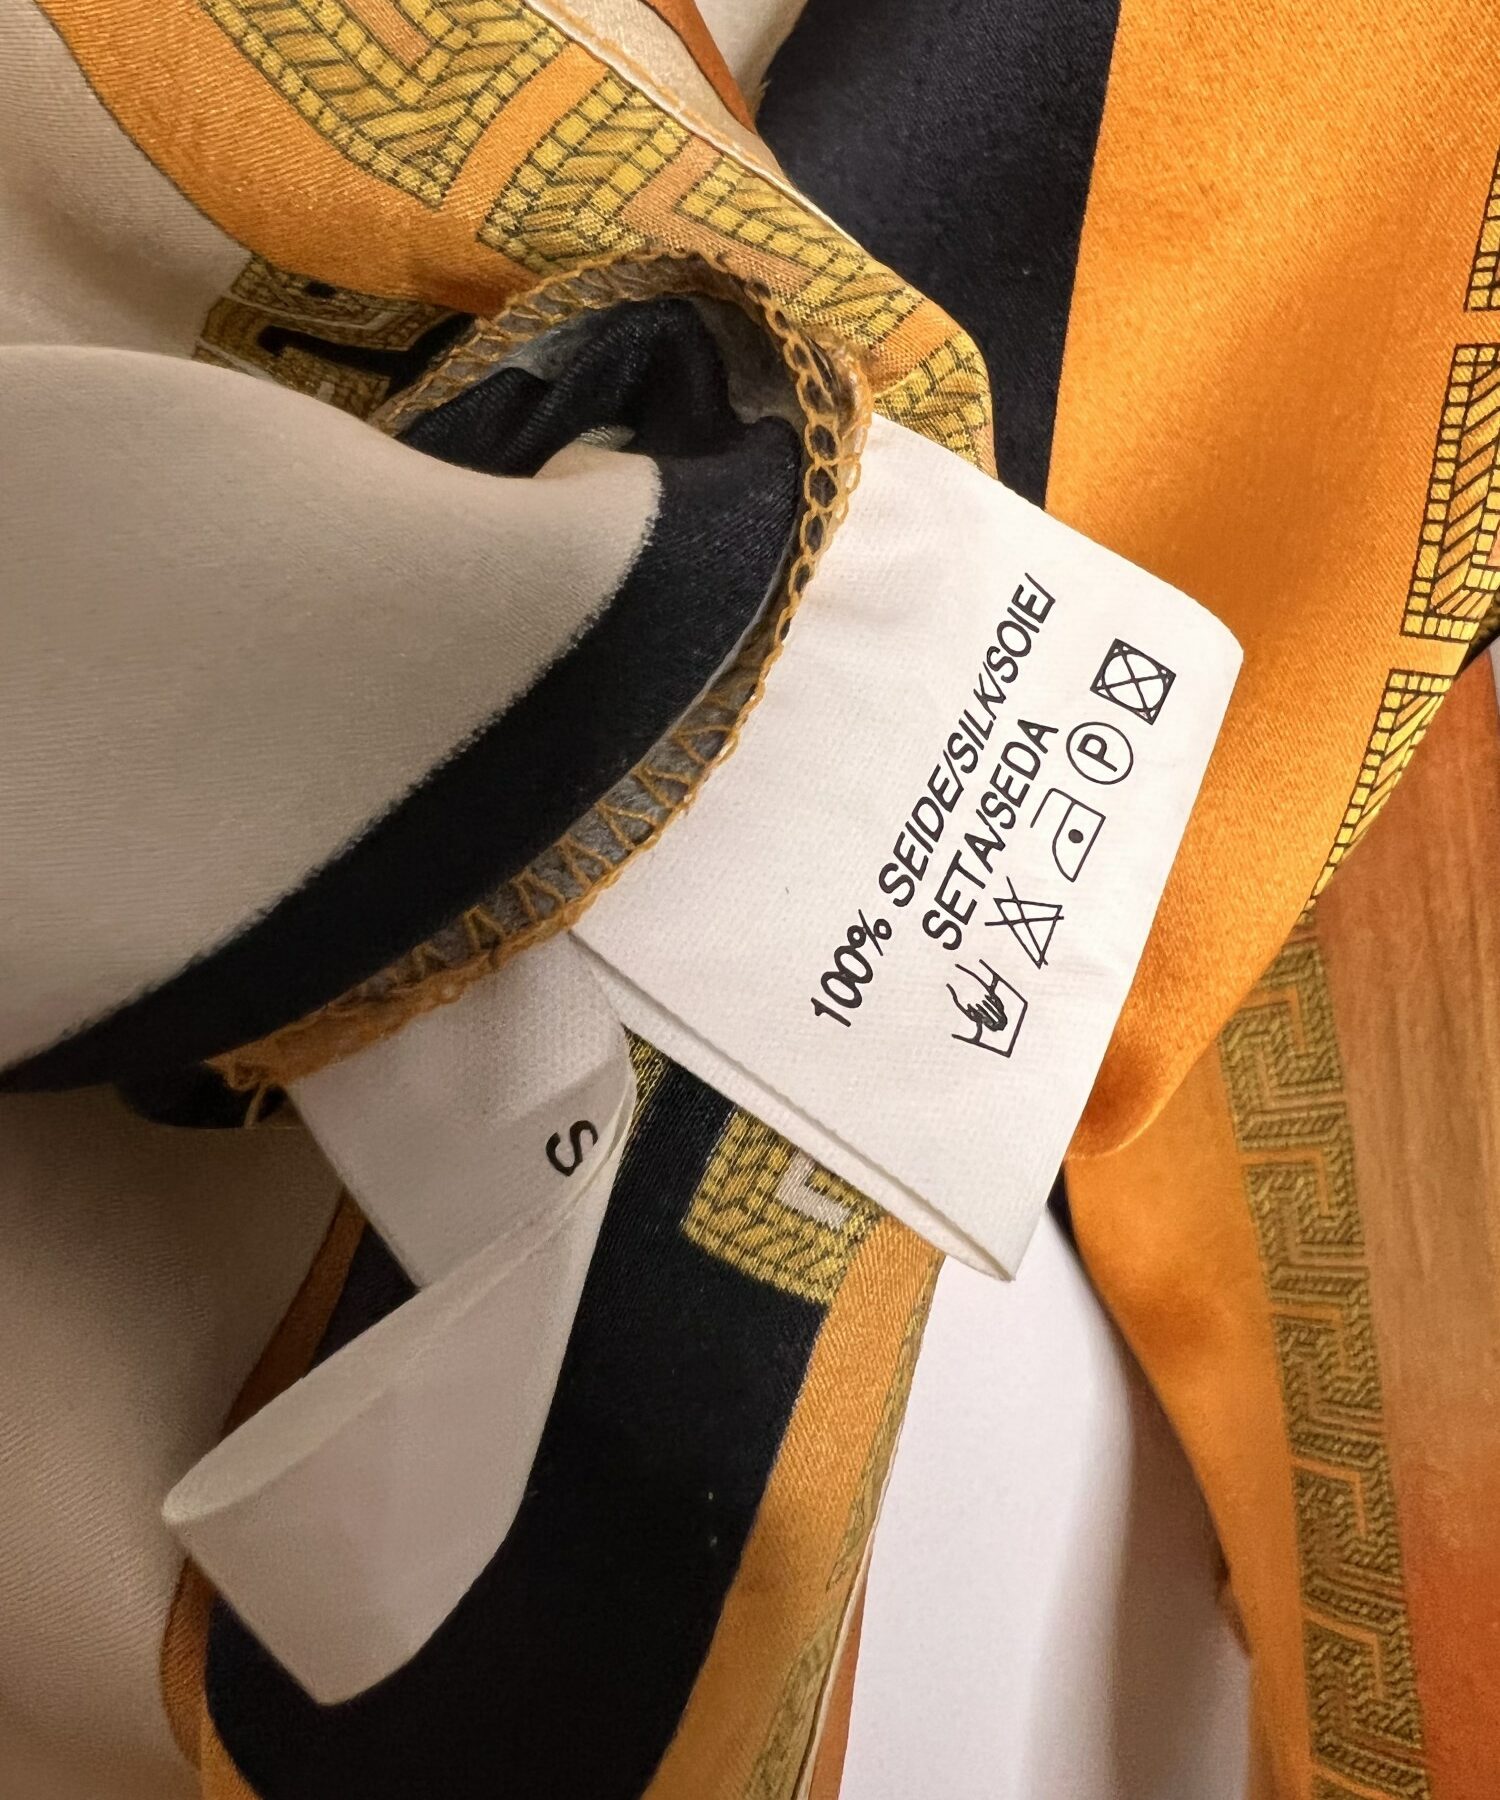 100% SEIDE/SILK/SOIE/
SETA/SEDA
P
S